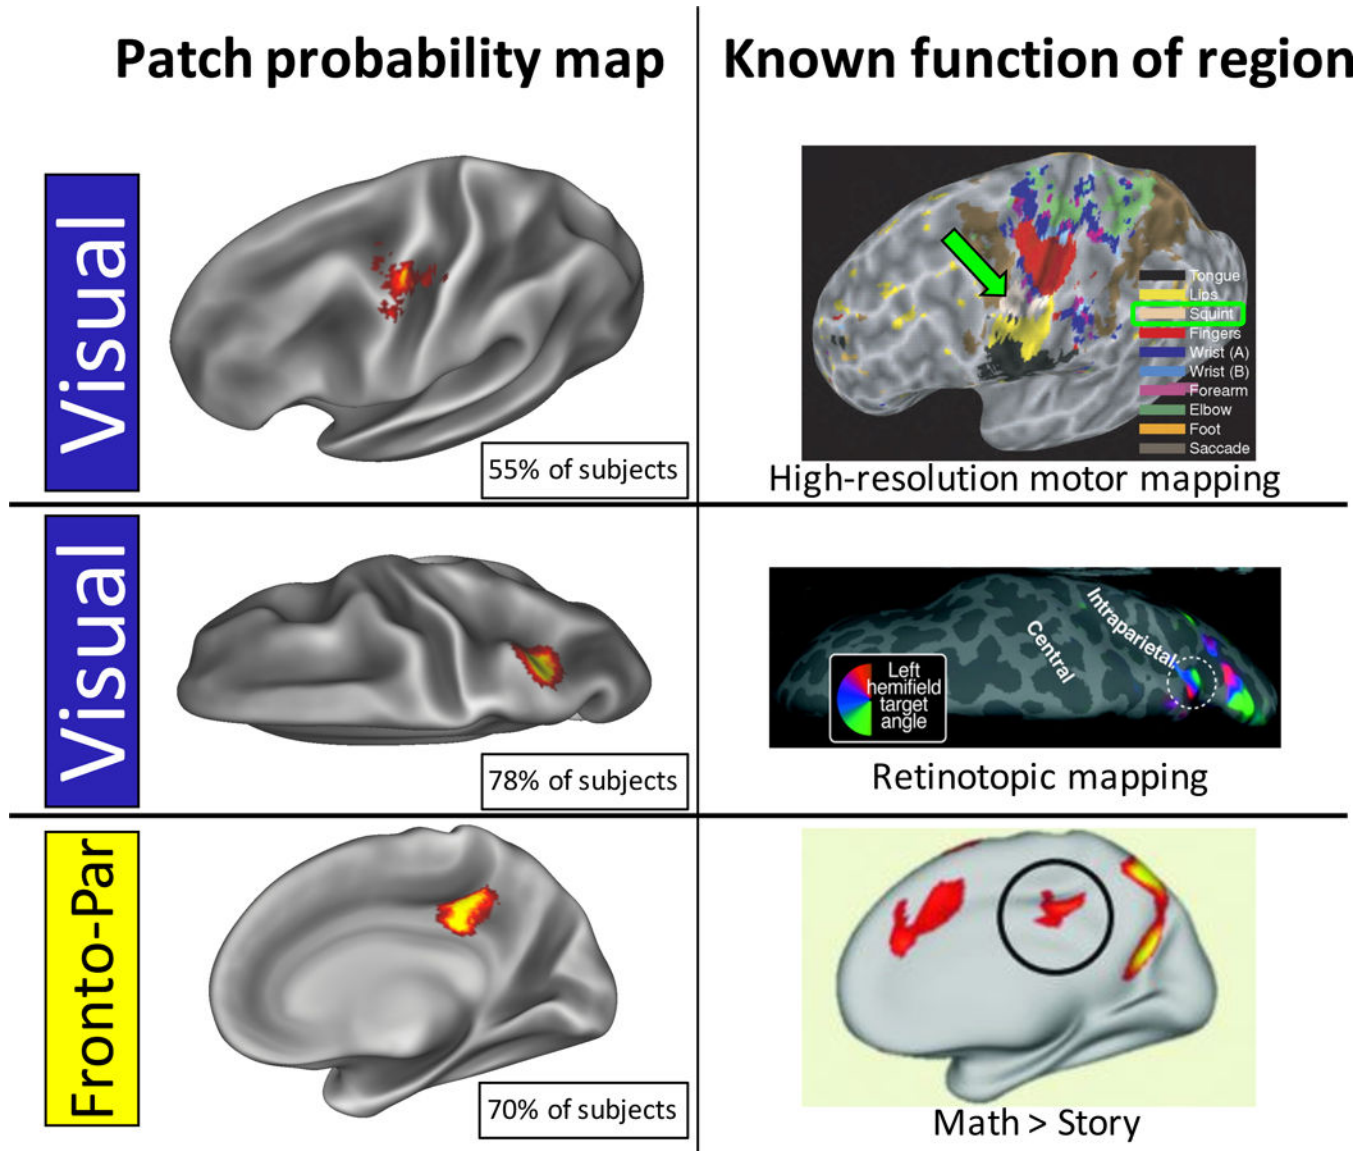 Patch probability map
Known function of region
Visual
55% of subjects
Tongue
Lips
Squint
Fingers
Wrist (A)
Wrist (B)
Forearm
Elbow
Foot
Saccade
High-resolution motor mapping
Visual
78% of subjects
Left
hemifield
target
angle
Central
Intraparietal
Retinotopic mapping
Fronto-Par
70% of subjects
Math > Story